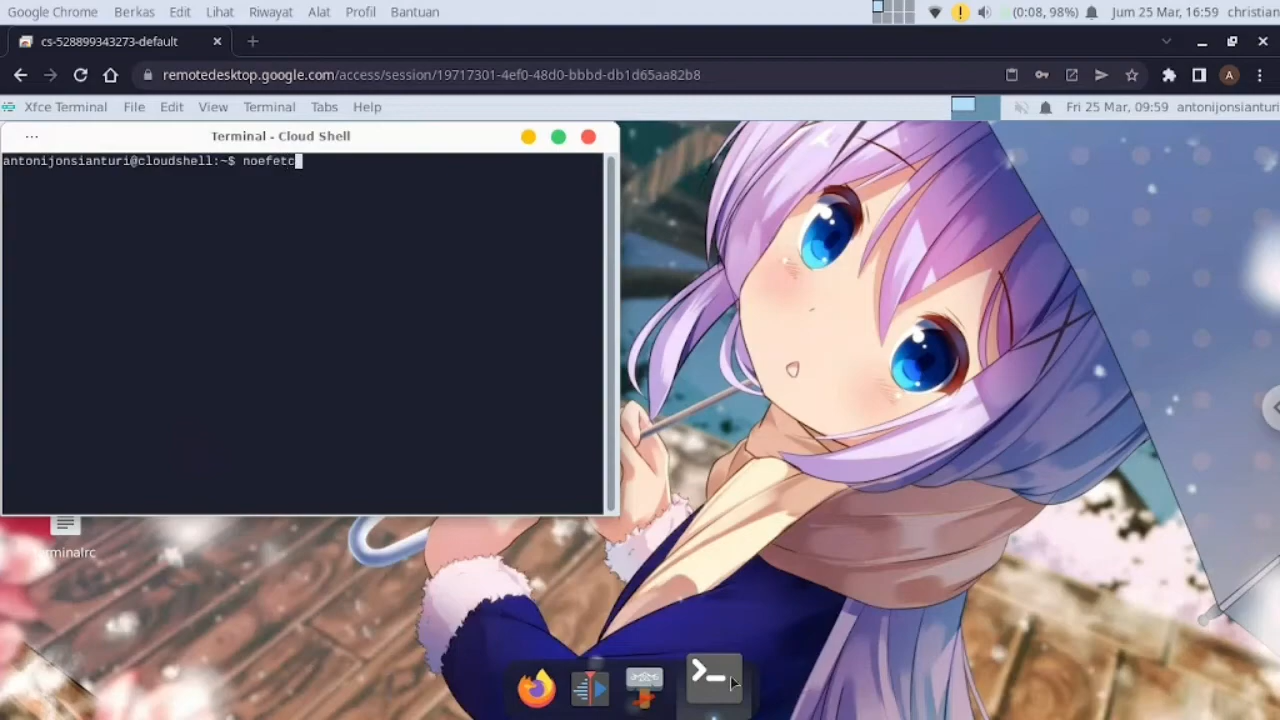 Google Chrome Berkas Edit Lihat Riwayat Alat Profil Bantuan (0:08, 98%) Jum 25 Mar, 16:59 christian
cs-528899343273-default
remotedesktop.google.com/access/session/19717301-4ef0-48d0-bbbd-db1d65aa82b8 A
Xfce Terminal File Edit View Terminal Tabs Help Fri 25 Mar, 09:59 antonijonsianturi
Terminal - Cloud Shell
antonijonsianturi@cloudshell:~$ noefetc
rminalrc